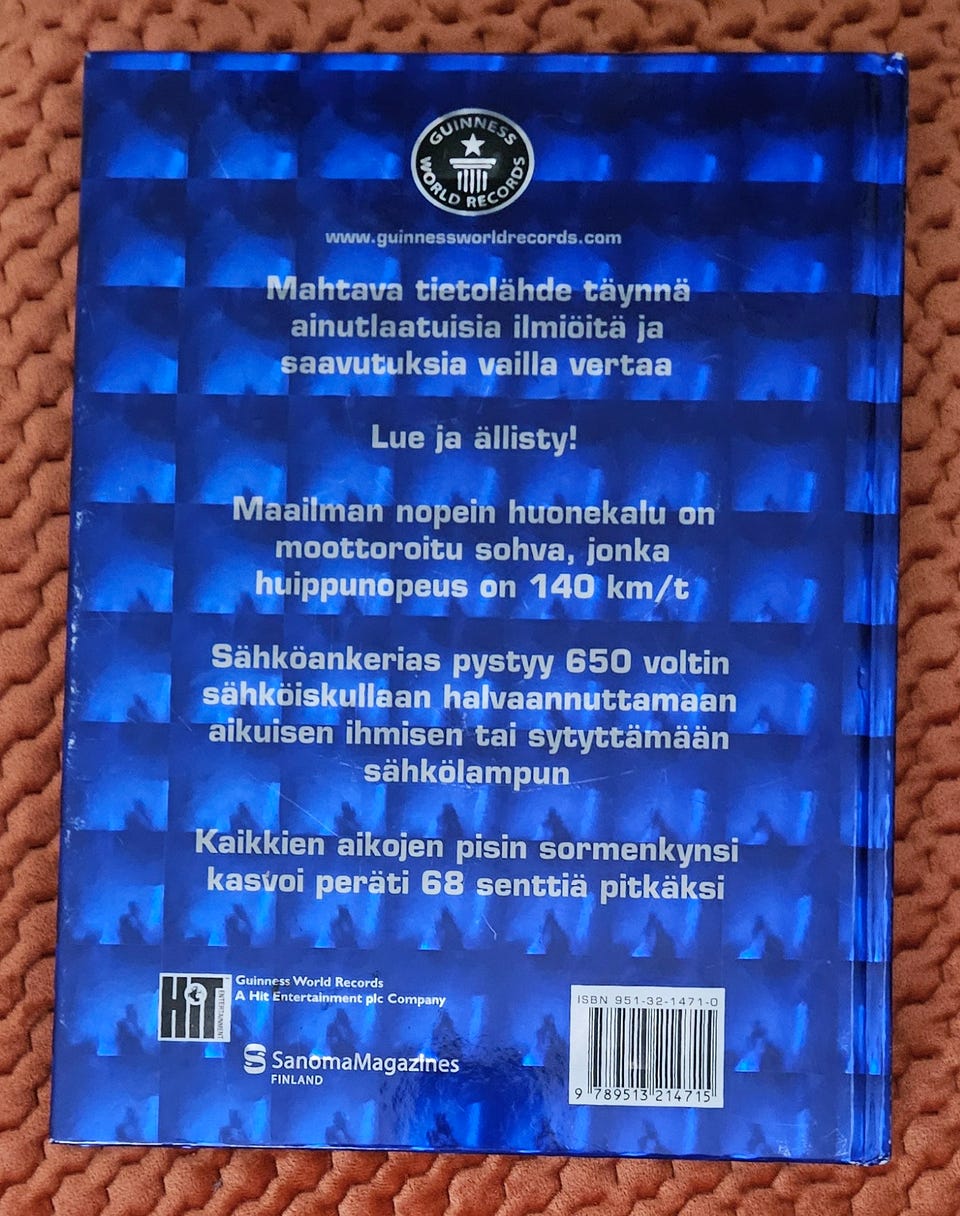 GUINNESS
WORLD RECORDS
www.guinnessworldrecords.com
Mahtava tietolähde täynnä
ainutlaatuisia ilmiöitä ja
saavutuksia vailla vertaa
Lue ja ällisty!
Maailman nopein huonekalu on
moottoroitu sohva, jonka
huippunopeus on 140 km/t
Sähköankerias pystyy 650 voltin
sähköiskullaan halvaannuttamaan
aikuisen ihmisen tai sytyttämään
sähkölampun
Kaikkien aikojen pisin sormenkynsi
kasvoi peräti 68 senttiä pitkäksi
HiT
ENTERTAINMENT
Guinness World Records
A Hit Entertainment plc Company
SanomaMagazines
FINLAND
ISBN 951-32-1471-0
9 789513 214715